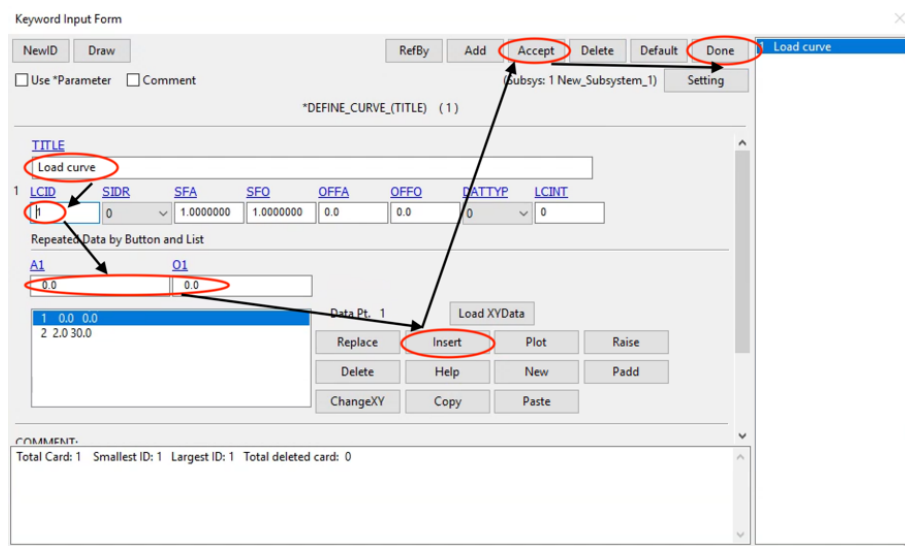 Keyword Input Form
NewID Draw RefBy Add Accept Delete Default Done
1 Load curve
Use *Parameter Comment (Subsys: 1 New_Subsystem_1) Setting
*DEFINE_CURVE_(TITLE) (1)
TITLE
Load curve
1 LCID SIDR SFA SFO OFFA OFFO DATTYP LCINT
1 0 1.0000000 1.0000000 0.0 0.0 0 0
Repeated Data by Button and List
A1 O1
0.0 0.0
1 0.0 0.0
2 2.0 30.0
Data Pt. 1 Load XYData
Replace Insert Plot Raise
Delete Help New Padd
ChangeXY Copy Paste
COMMENT:
Total Card: 1 Smallest ID: 1 Largest ID: 1 Total deleted card: 0